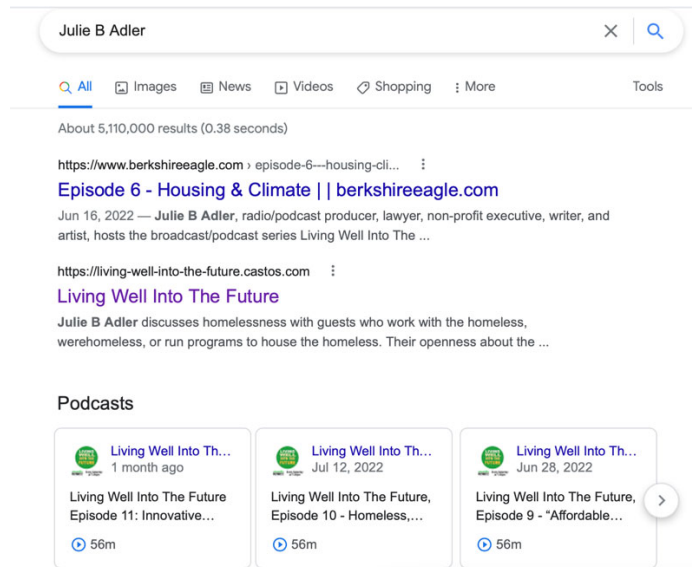 Julie B Adler
All
Images
News
Videos
Shopping
More
Tools
About 5,110,000 results (0.38 seconds)
https://www.berkshireeagle.com › episode-6---housing-cli...
Episode 6 - Housing & Climate | | berkshireeagle.com
Jun 16, 2022 — Julie B Adler, radio/podcast producer, lawyer, non-profit executive, writer, and
artist, hosts the broadcast/podcast series Living Well Into The ...
https://living-well-into-the-future.castos.com
Living Well Into The Future
Julie B Adler discusses homelessness with guests who work with the homeless,
werehomeless, or run programs to house the homeless. Their openness about the ...
Podcasts
Living Well Into Th...
1 month ago
Living Well Into The Future
Episode 11: Innovative...
56m
Living Well Into Th...
Jul 12, 2022
Living Well Into The Future,
Episode 10 - Homeless,...
56m
Living Well Into Th...
Jun 28, 2022
Living Well Into The Future,
Episode 9 - “Affordable...
56m